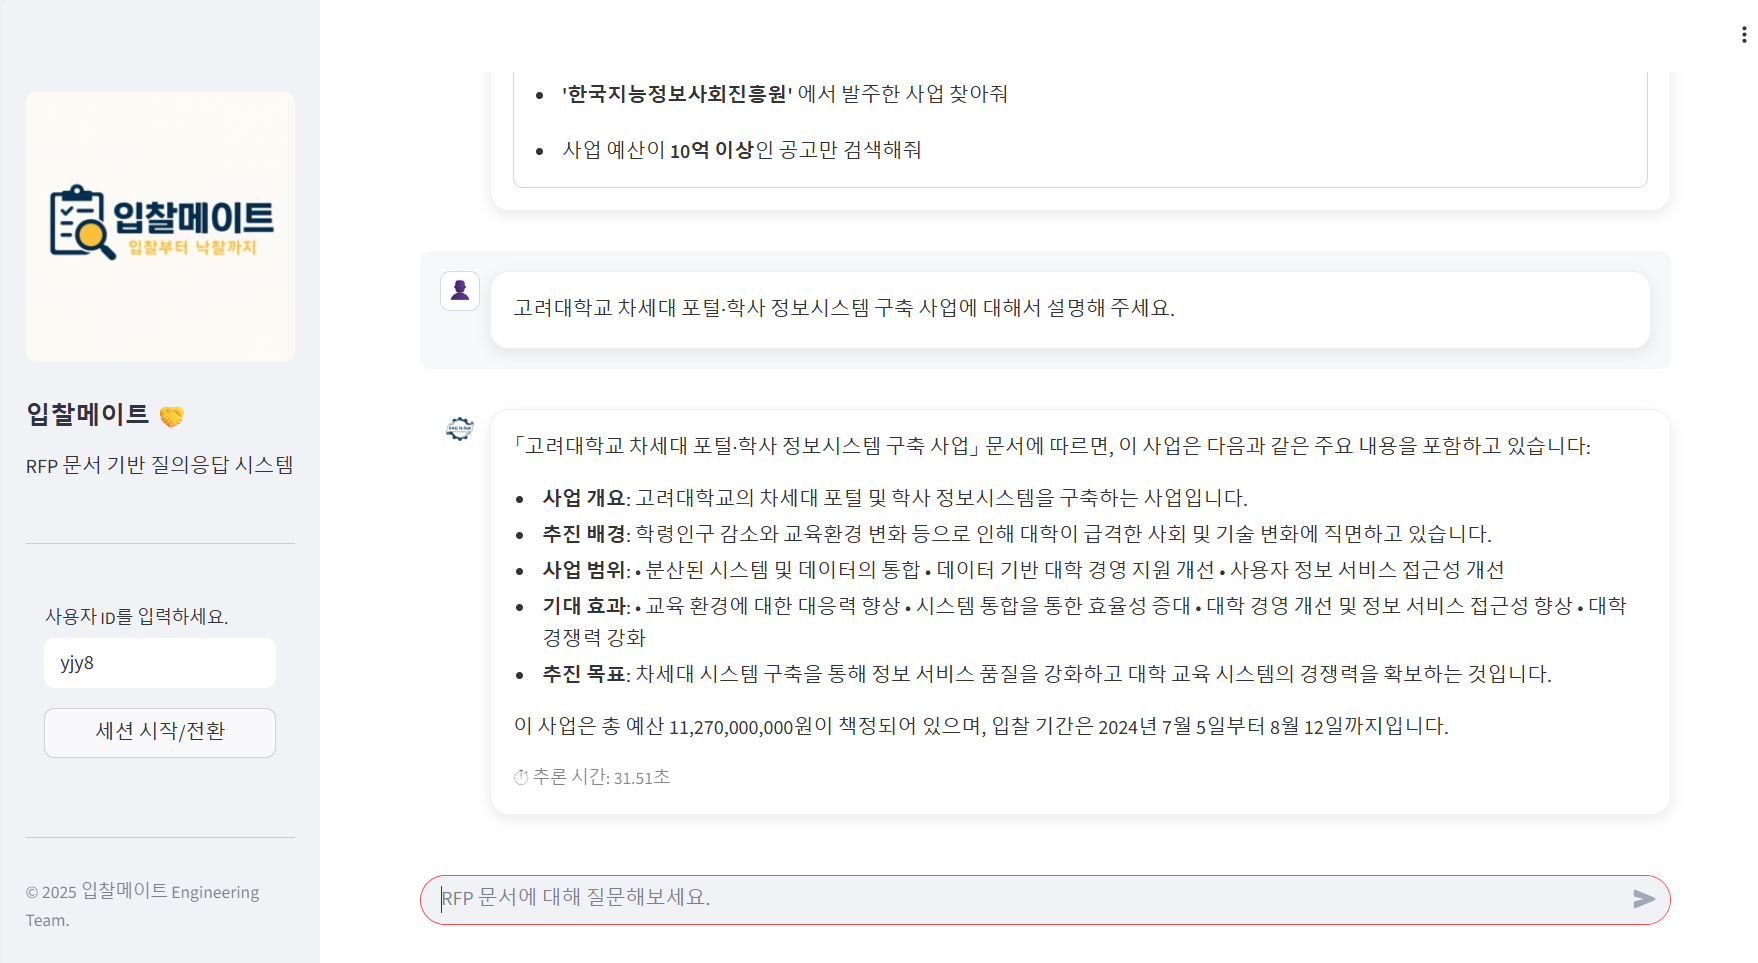 입찰메이트
입찰부터 낙찰까지
입찰메이트
RFP 문서 기반 질의응답 시스템
사용자 ID를 입력하세요.
yjy8
세션 시작/전환
© 2025 입찰메이트 Engineering
Team.
• '한국지능정보사회진흥원' 에서 발주한 사업 찾아줘
• 사업 예산이 10억 이상인 공고만 검색해줘
고려대학교 차세대 포털·학사 정보시스템 구축 사업에 대해서 설명해 주세요.
「고려대학교 차세대 포털·학사 정보시스템 구축 사업」 문서에 따르면, 이 사업은 다음과 같은 주요 내용을 포함하고 있습니다:
• 사업 개요: 고려대학교의 차세대 포털 및 학사 정보시스템을 구축하는 사업입니다.
• 추진 배경: 학령인구 감소와 교육환경 변화 등으로 인해 대학이 급격한 사회 및 기술 변화에 직면하고 있습니다.
• 사업 범위: • 분산된 시스템 및 데이터의 통합 • 데이터 기반 대학 경영 지원 개선 • 사용자 정보 서비스 접근성 개선
• 기대 효과: • 교육 환경에 대한 대응력 향상 • 시스템 통합을 통한 효율성 증대 • 대학 경영 개선 및 정보 서비스 접근성 향상 • 대학
경쟁력 강화
• 추진 목표: 차세대 시스템 구축을 통해 정보 서비스 품질을 강화하고 대학 교육 시스템의 경쟁력을 확보하는 것입니다.
이 사업은 총 예산 11,270,000,000원이 책정되어 있으며, 입찰 기간은 2024년 7월 5일부터 8월 12일까지입니다.
추론 시간: 31.51초
RFP 문서에 대해 질문해보세요.